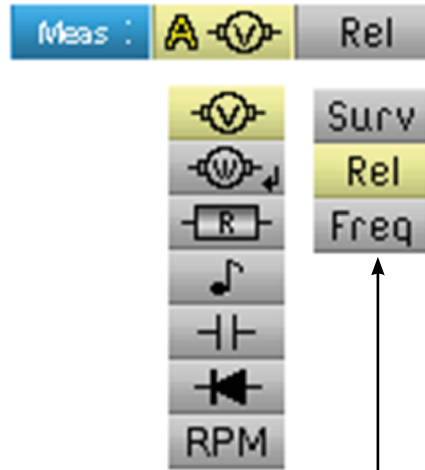 Meas : A V Rel
V Surv
W Rel
R Freq
RPM